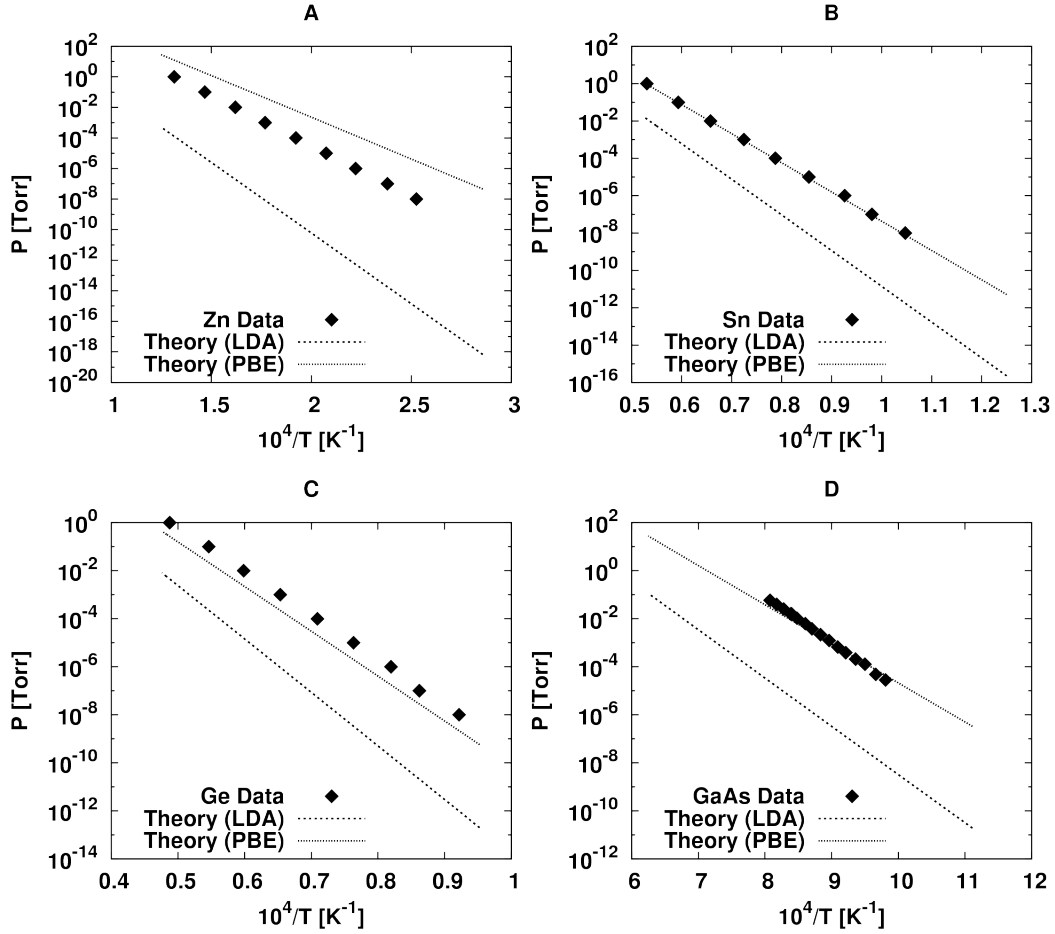 A
P [Torr]
10^2
10^0
10^-2
10^-4
10^-6
10^-8
10^-10
10^-12
10^-14
10^-16
10^-18
10^-20
Zn Data
Theory (LDA)
Theory (PBE)
1 1.5 2 2.5 3
10^4/T [K^-1]
B
P [Torr]
10^2
10^0
10^-2
10^-4
10^-6
10^-8
10^-10
10^-12
10^-14
10^-16
Sn Data
Theory (LDA)
Theory (PBE)
0.5 0.6 0.7 0.8 0.9 1 1.1 1.2 1.3
10^4/T [K^-1]
C
P [Torr]
10^0
10^-2
10^-4
10^-6
10^-8
10^-10
10^-12
10^-14
Ge Data
Theory (LDA)
Theory (PBE)
0.4 0.5 0.6 0.7 0.8 0.9 1
10^4/T [K^-1]
D
P [Torr]
10^2
10^0
10^-2
10^-4
10^-6
10^-8
10^-10
10^-12
GaAs Data
Theory (LDA)
Theory (PBE)
6 7 8 9 10 11 12
10^4/T [K^-1]